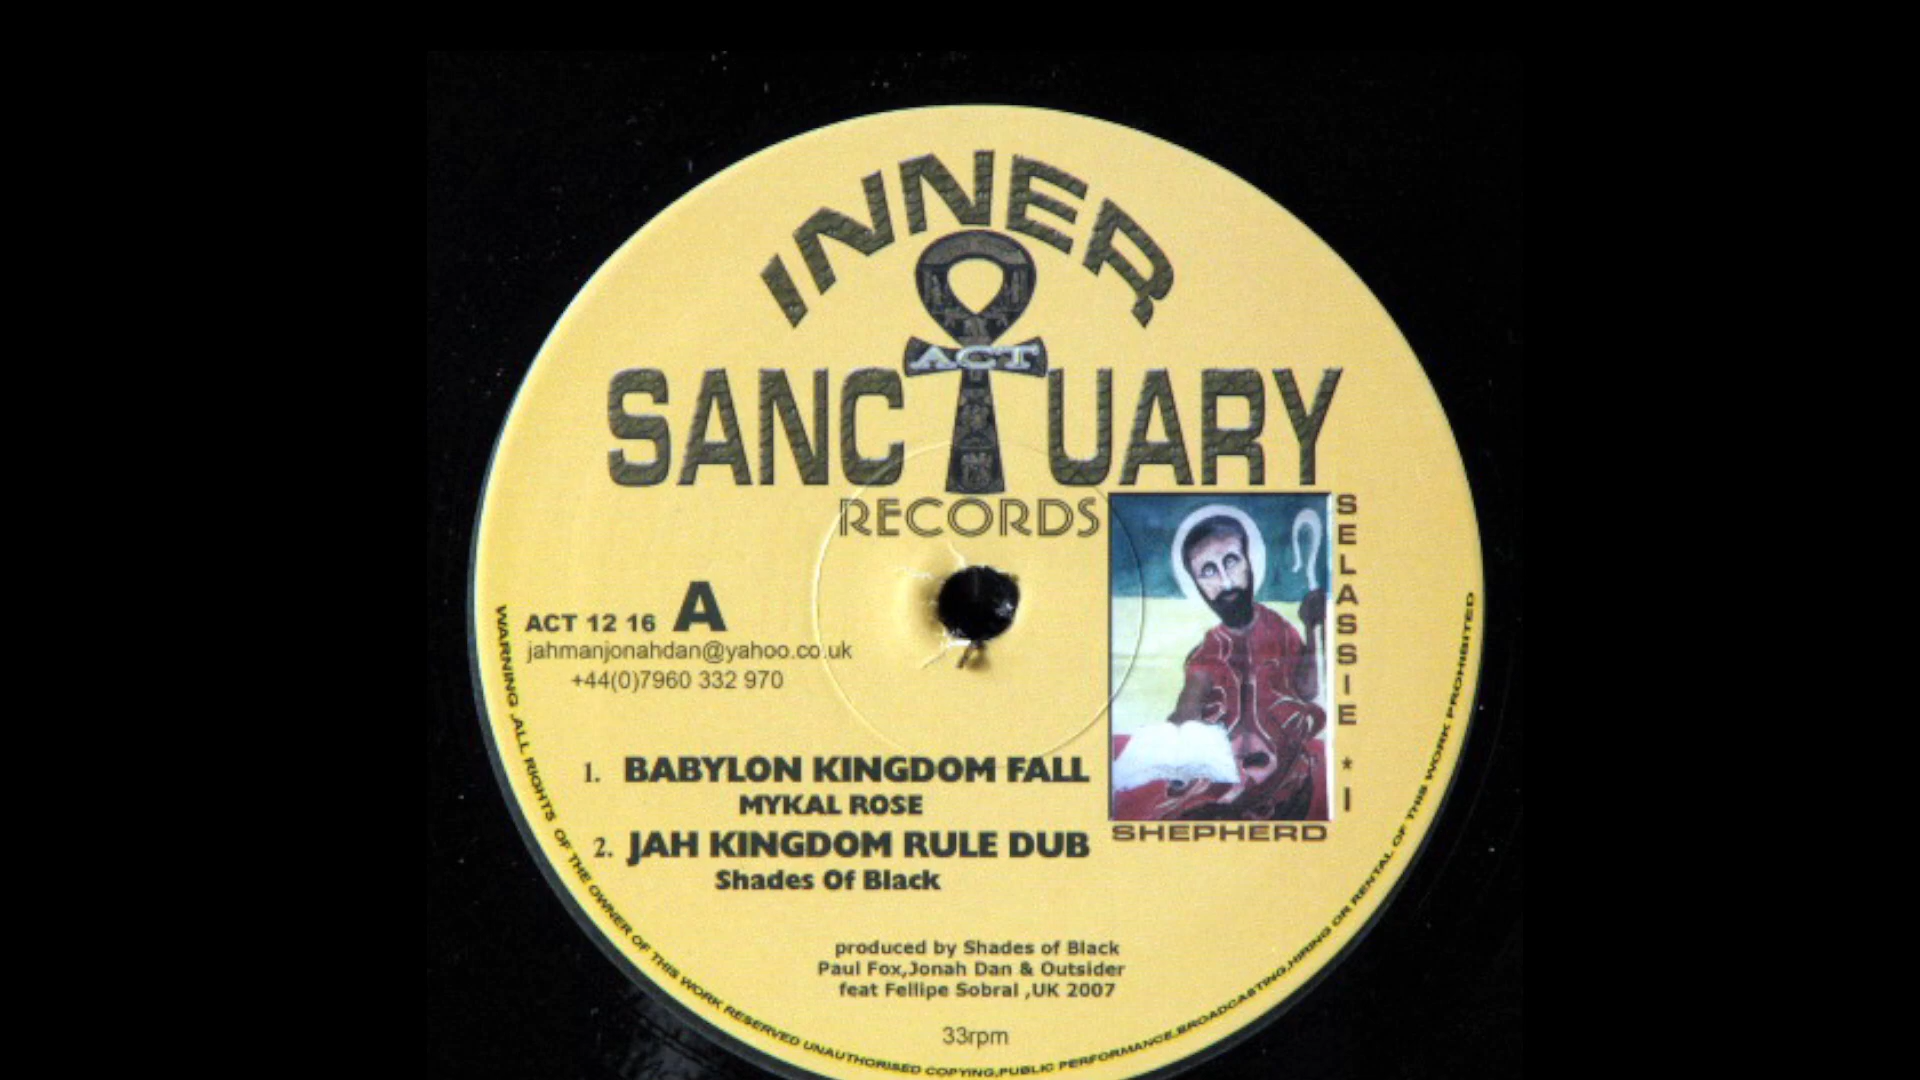 INNER
ACT
SANCTUARY
RECORDS
SELASSIE * I
SHEPHERD
ACT 12 16 A
jahmanjonahdan@yahoo.co.uk
+44(0)7960 332 970
1. BABYLON KINGDOM FALL
MYKAL ROSE
2. JAH KINGDOM RULE DUB
Shades Of Black
produced by Shades of Black
Paul Fox,Jonah Dan & Outsider
feat Fellipe Sobral ,UK 2007
33rpm
WARNING ,ALL RIGHTS OF THE OWNER OF THIS WORK RESERVED UNAUTHORISED COPYING,PUBLIC PERFORMANCE,BROADCASTING,HIRING OR RENTAL OF THIS WORK PROHIBITED